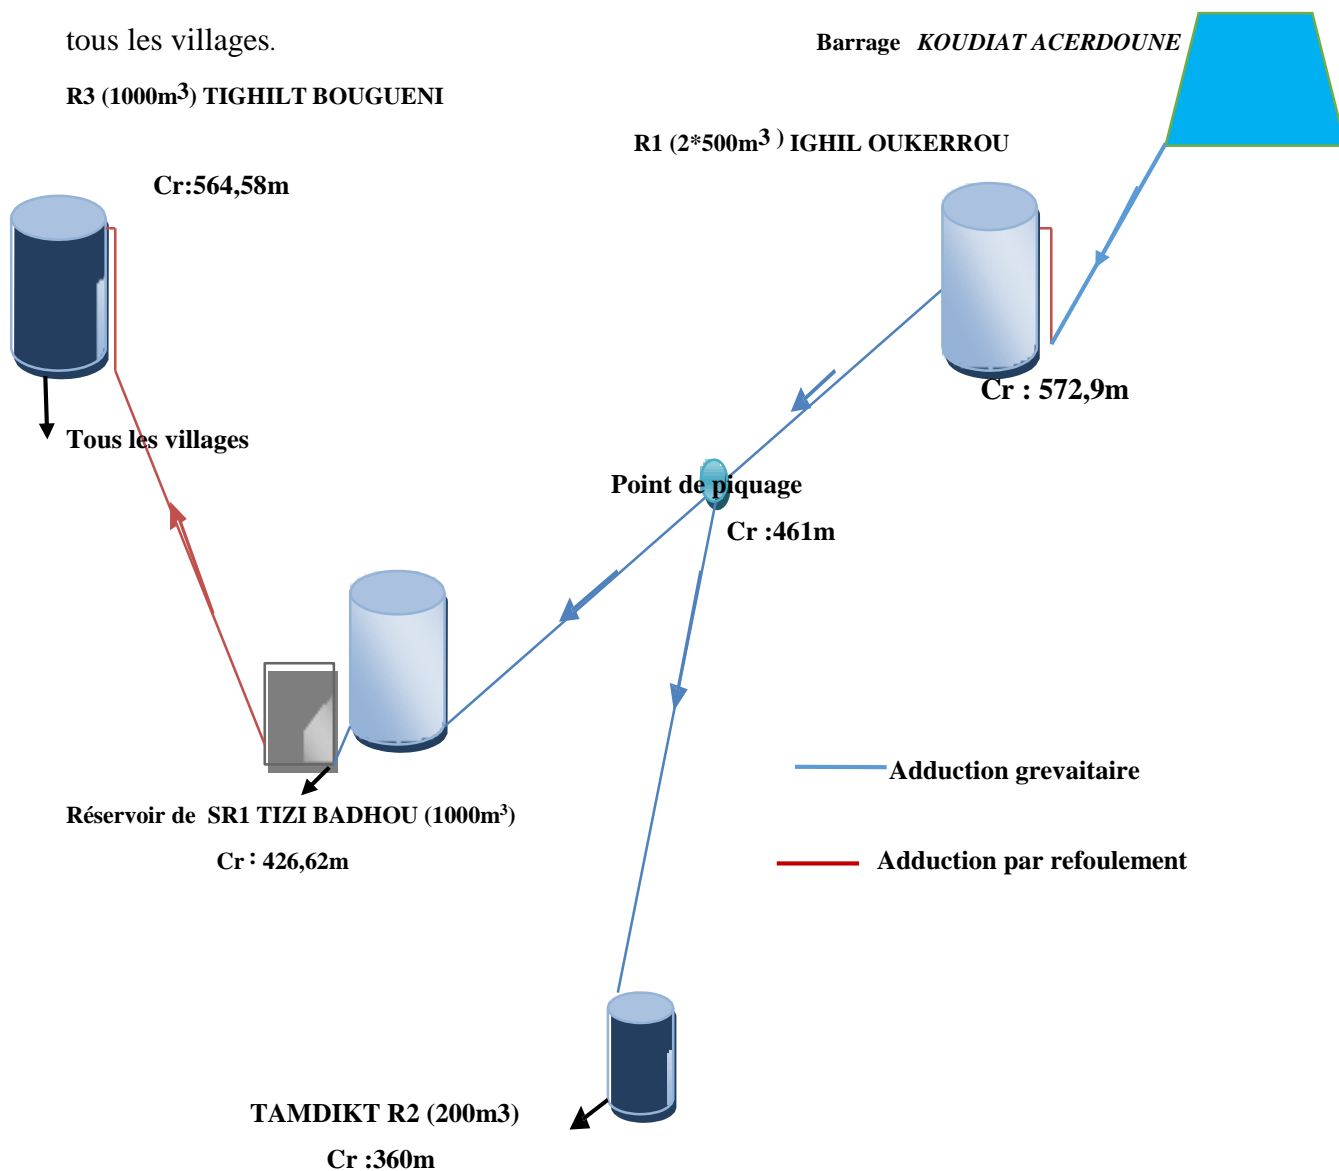 tous les villages.
Barrage KOUDIAT ACERDOUNE
R3 (1000m³) TIGHILT BOUGUENI
R1 (2*500m³ ) IGHIL OUKERROU
Cr:564,58m
Cr : 572,9m
Tous les villages
Point de piquage
Cr :461m
Adduction grevaitaire
Réservoir de SR1 TIZI BADHOU (1000m³)
Cr : 426,62m
Adduction par refoulement
TAMDIKT R2 (200m3)
Cr :360m